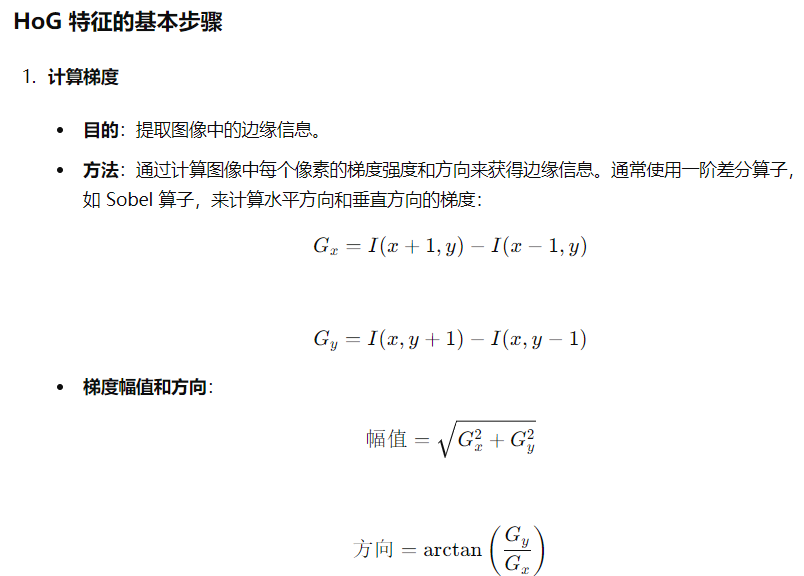 HoG 特征的基本步骤
1. 计算梯度
• 目的：提取图像中的边缘信息。
• 方法：通过计算图像中每个像素的梯度强度和方向来获得边缘信息。通常使用一阶差分算子，
如 Sobel 算子，来计算水平方向和垂直方向的梯度：
G_x = I(x + 1, y) − I(x − 1, y)
G_y = I(x, y + 1) − I(x, y − 1)
• 梯度幅值和方向：
幅值 = √(G_x^2 + G_y^2)
方向 = arctan(G_y/G_x)